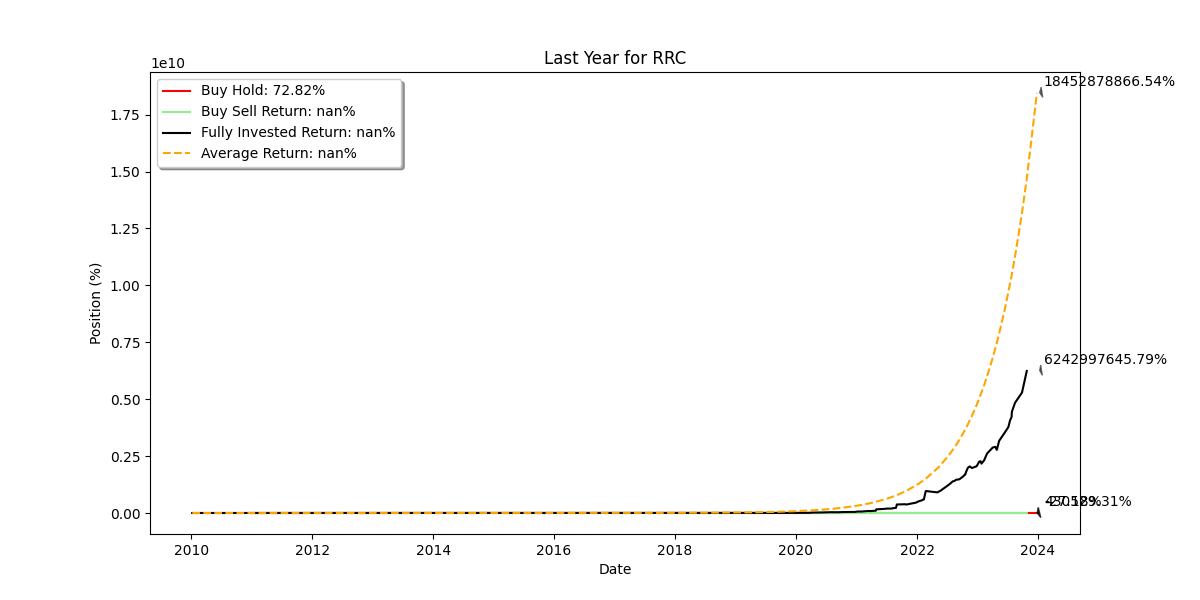 Last Year for RRC
1e10
Buy Hold: 72.82%
Buy Sell Return: nan%
Fully Invested Return: nan%
Average Return: nan%
18452878866.54%
6242997645.79%
1.75
1.50
1.25
1.00
0.75
0.50
0.25
0.00
Position (%)
2010
2012
2014
2016
2018
2020
2022
2024
Date